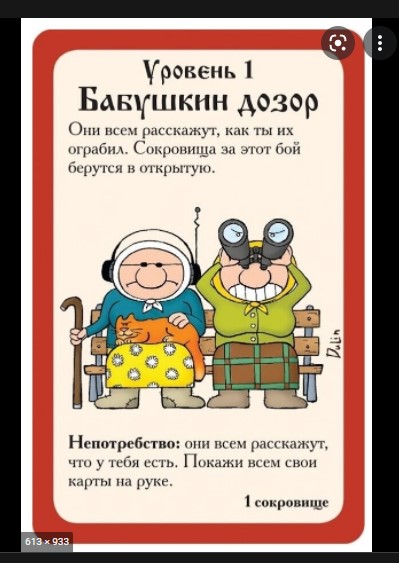 Уровень 1
Бабушкин дозор
Они всем расскажут, как ты их
ограбил. Сокровища за этот бой
берутся в открытую.
Dulin
Непотребство: они всем расскажут,
что у тебя есть. Покажи всем свои
карты на руке.
1 сокровище
613 × 933